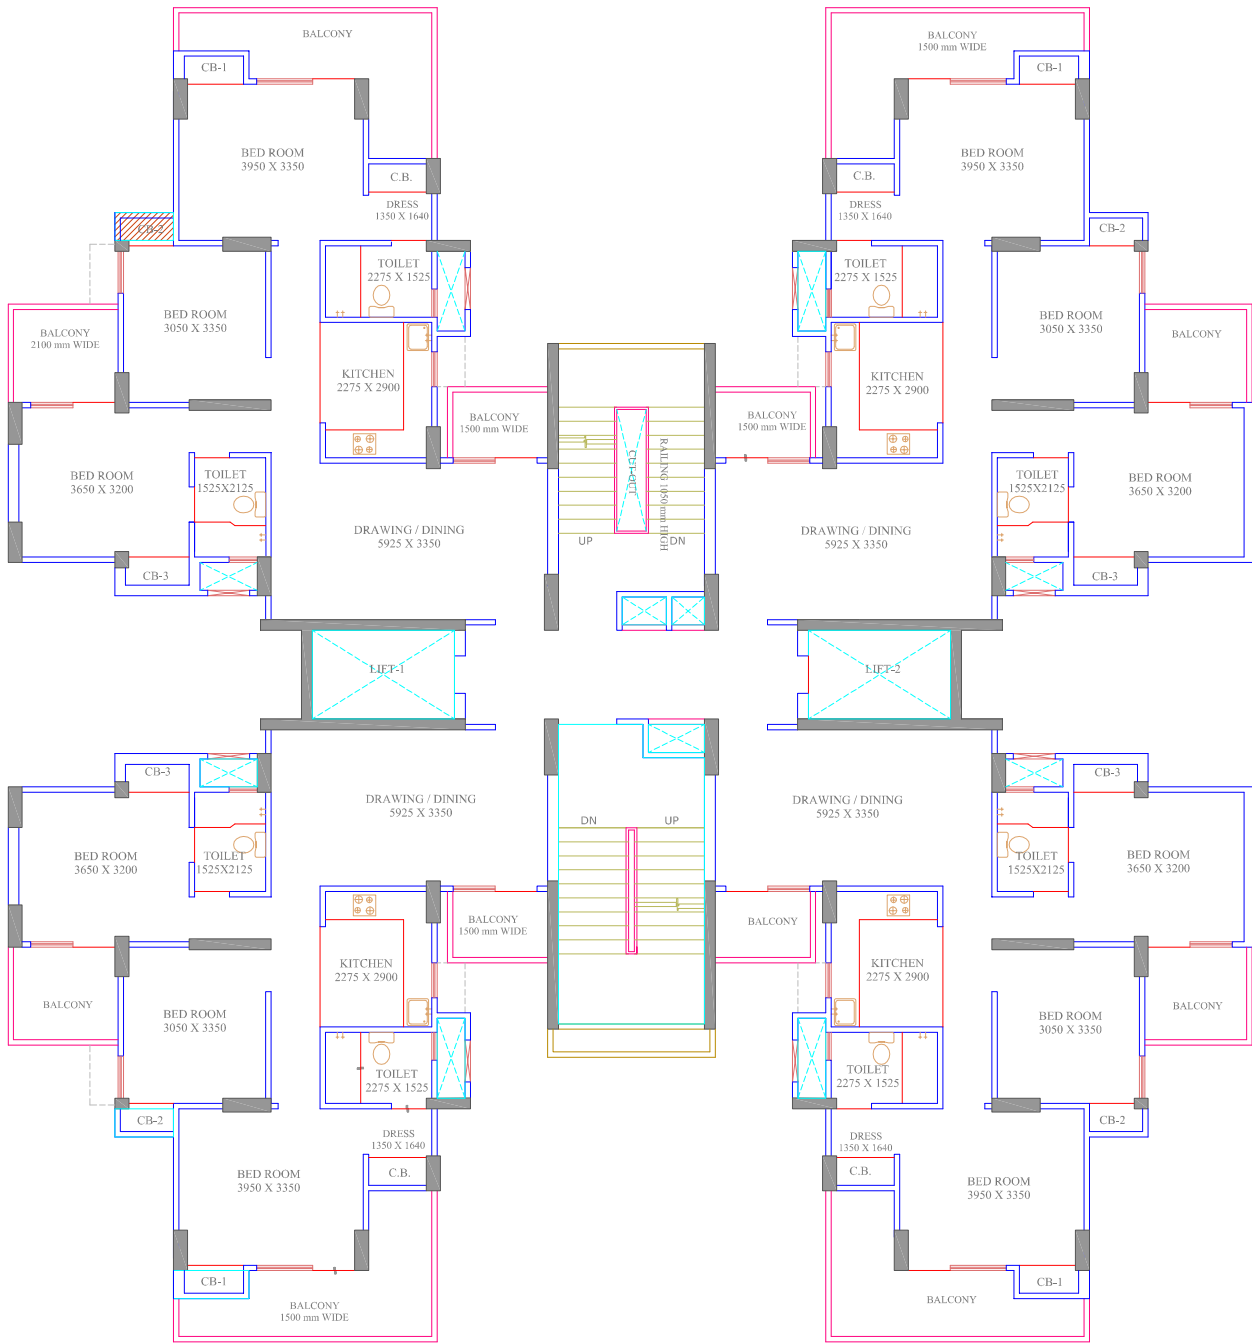 BALCONY
BALCONY
1500 mm WIDE
CB-1
CB-1
BED ROOM
3950 X 3350
BED ROOM
3950 X 3350
C.B.
C.B.
DRESS
1350 X 1640
DRESS
1350 X 1640
CB-2
CB-2
TOILET
2275 X 1525
TOILET
2275 X 1525
BED ROOM
3050 X 3350
BED ROOM
3050 X 3350
BALCONY
2100 mm WIDE
BALCONY
KITCHEN
2275 X 2900
KITCHEN
2275 X 2900
BALCONY
1500 mm WIDE
BALCONY
1500 mm WIDE
CUT-OUT
RAILING 1050 mm HIGH
BED ROOM
3650 X 3200
TOILET
1525X2125
TOILET
1525X2125
BED ROOM
3650 X 3200
DRAWING / DINING
5925 X 3350
UP
DN
DRAWING / DINING
5925 X 3350
CB-3
CB-3
LIFT-1
LIFT-2
CB-3
CB-3
DRAWING / DINING
5925 X 3350
DRAWING / DINING
5925 X 3350
DN
UP
BED ROOM
3650 X 3200
TOILET
1525X2125
TOILET
1525X2125
BED ROOM
3650 X 3200
BALCONY
1500 mm WIDE
BALCONY
KITCHEN
2275 X 2900
KITCHEN
2275 X 2900
BALCONY
BALCONY
BED ROOM
3050 X 3350
BED ROOM
3050 X 3350
TOILET
2275 X 1525
TOILET
2275 X 1525
CB-2
CB-2
DRESS
1350 X 1640
DRESS
1350 X 1640
C.B.
C.B.
BED ROOM
3950 X 3350
BED ROOM
3950 X 3350
CB-1
CB-1
BALCONY
1500 mm WIDE
BALCONY